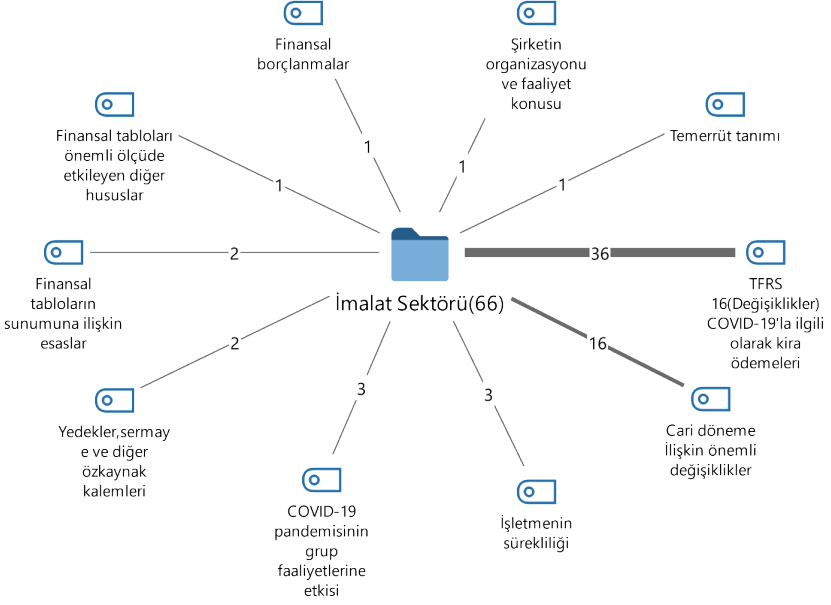 Finansal
borçlanmalar
Şirketin
organizasyonu
ve faaliyet
konusu
Finansal tabloları
önemli ölçüde
etkileyen diğer
hususlar
Temerrüt tanımı
1
1
1
1
Finansal
tabloların
sunumuna ilişkin
esaslar
2
36
TFRS
16(Değişiklikler)
COVID-19'la ilgili
olarak kira
ödemeleri
İmalat Sektörü(66)
2
16
Yedekler,sermay
e ve diğer
özkaynak
kalemleri
3
3
Cari döneme
İlişkin önemli
değişiklikler
COVID-19
pandemisinin
grup
faaliyetlerine
etkisi
İşletmenin
sürekliliği